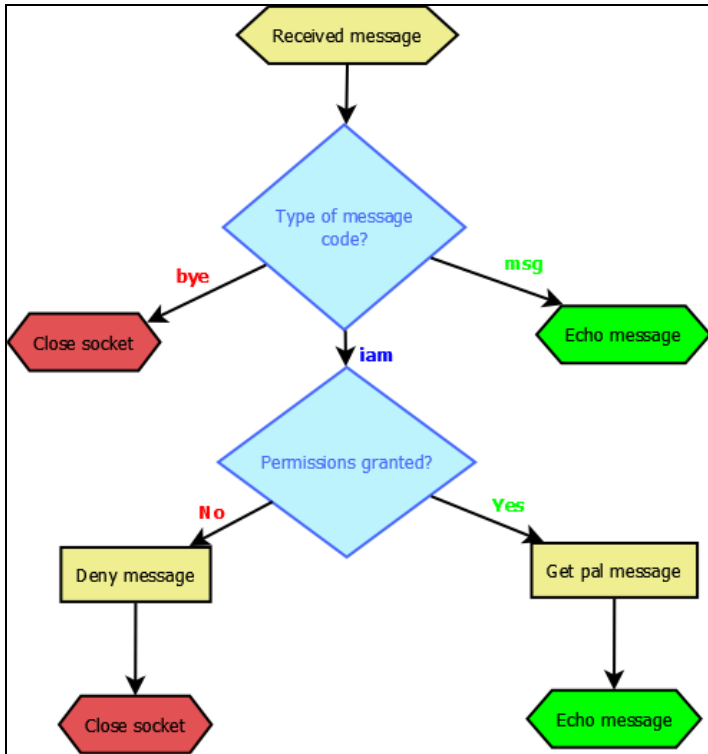 Received message
Type of message
code?
bye
msg
Close socket
Echo message
iam
Permissions granted?
No
Yes
Deny message
Get pal message
Close socket
Echo message